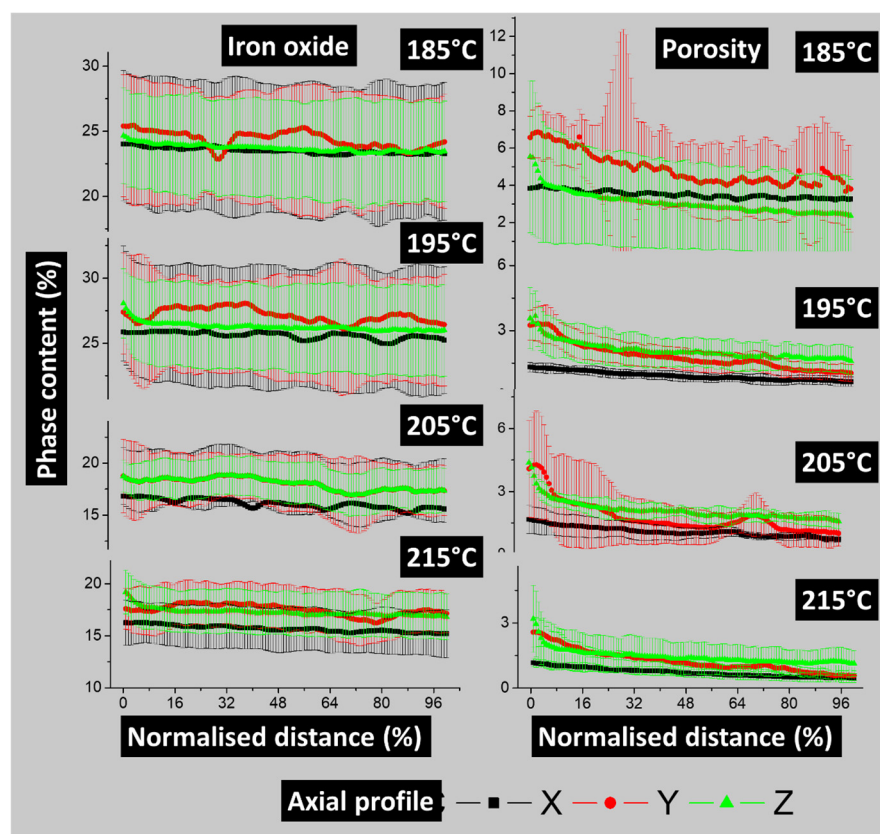 Iron oxide
185°C
30
25
20
195°C
30
25
205°C
20
15
215°C
20
15
10
0 16 32 48 64 80 96
Normalised distance (%)
Phase content (%)
Porosity
185°C
12
10
8
6
4
2
6
195°C
3
205°C
6
3
0
215°C
3
0
0 16 32 48 64 80 96
Normalised distance (%)
Axial profile X Y Z